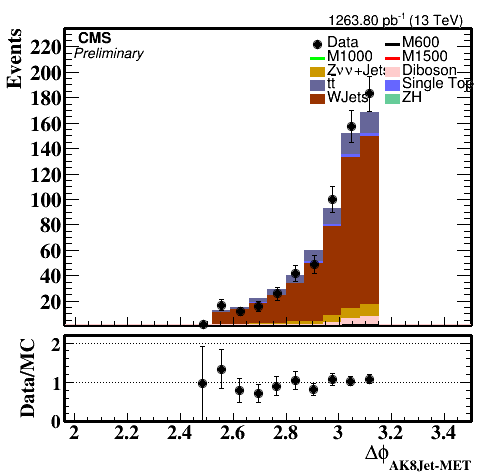 1263.80 pb⁻¹ (13 TeV)
CMS
Preliminary
Data
M600
M1000
M1500
Zνν+Jets
Diboson
tt
Single Top
WJets
ZH
Events
220
200
180
160
140
120
100
80
60
40
20
Data/MC
2
1
0
2 2.2 2.4 2.6 2.8 3 3.2 3.4
Δϕ AK8Jet-MET